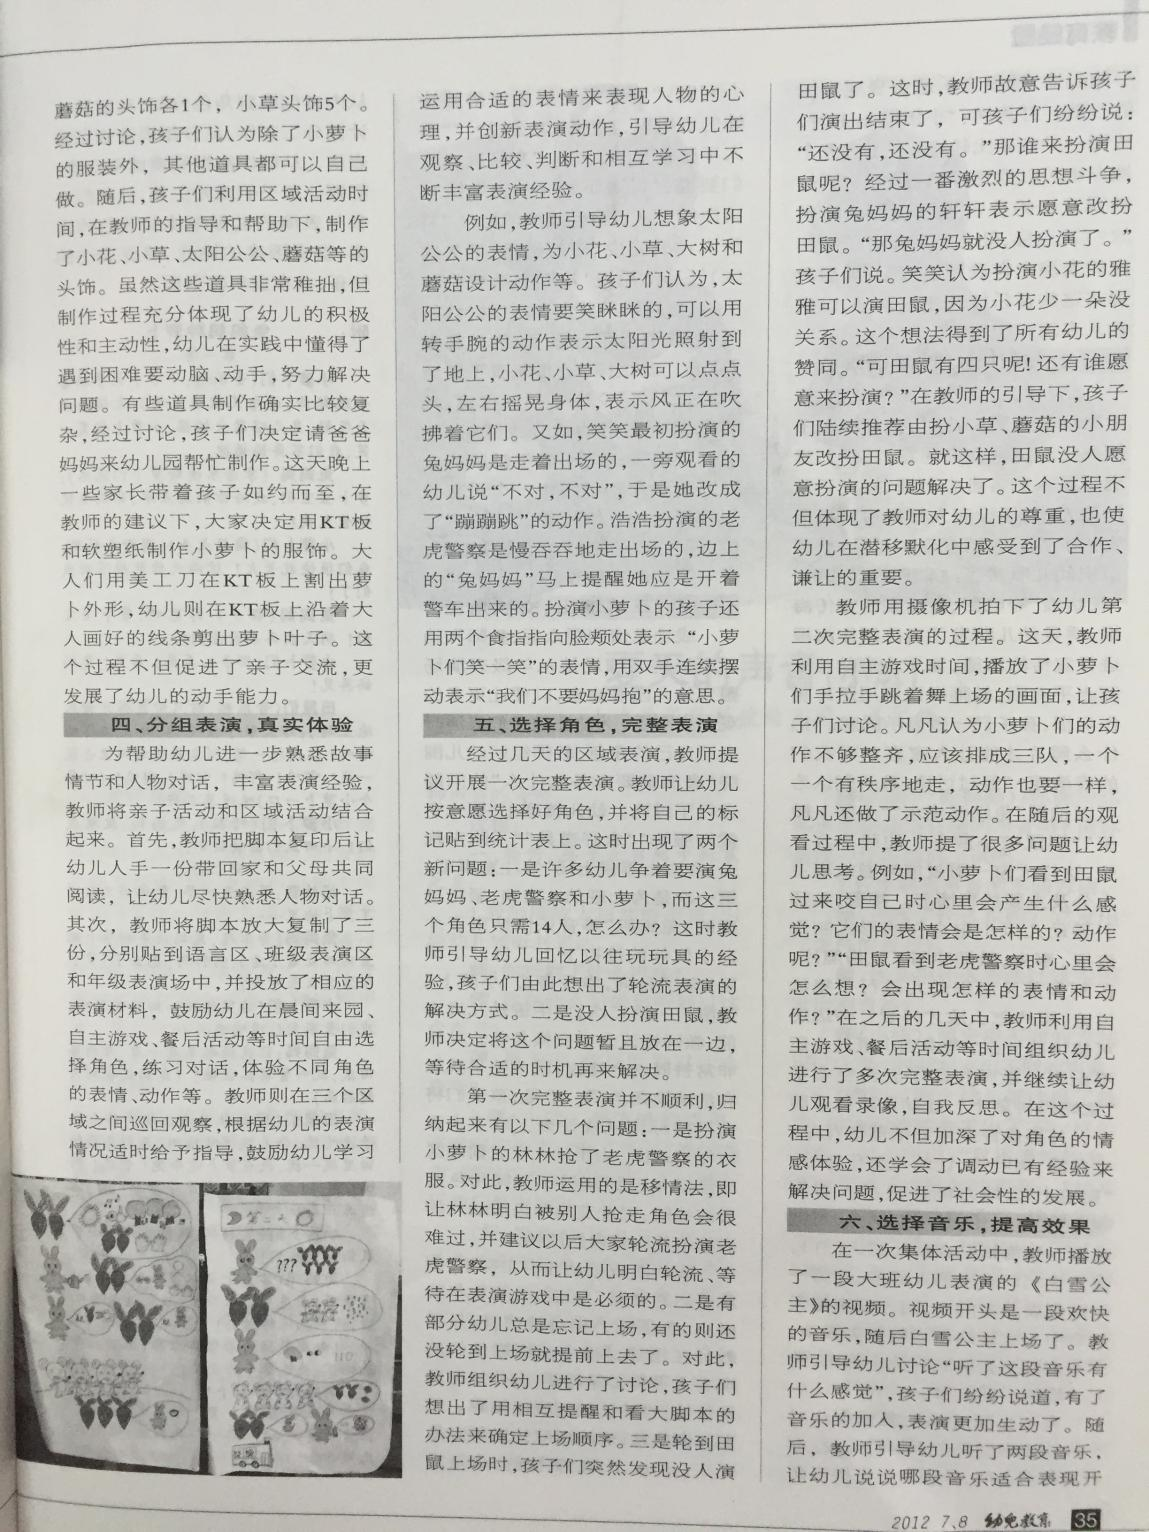 蘑菇的头饰各1个，小草头饰5个。
经过讨论,孩子们认为除了小萝卜
的服装外，其他道具都可以自己
做。随后,孩子们利用区域活动时
间,在教师的指导和帮助下,制作
了小花、小草、太阳公公、蘑菇等的
头饰。虽然这些道具非常稚拙,但
制作过程充分体现了幼儿的积极
性和主动性,幼儿在实践中懂得了
遇到困难要动脑、动手,努力解决
问题。有些道具制作确实比较复
杂,经过讨论,孩子们决定请爸爸
妈妈来幼儿园帮忙制作。这天晚上
一些家长带着孩子如约而至,在
教师的建议下,大家决定用KT板
和软塑纸制作小萝卜的服饰。大
人们用美工刀在KT板上割出萝
卜外形,幼儿则在KT板上沿着大
人画好的线条剪出萝卜叶子。这
个过程不但促进了亲子交流,更
发展了幼儿的动手能力。
四、分组表演,真实体验
为帮助幼儿进一步熟悉故事
情节和人物对话，丰富表演经验,
教师将亲子活动和区域活动结合
起来。首先,教师把脚本复印后让
幼儿人手一份带回家和父母共同
阅读，让幼儿尽快熟悉人物对话。
其次，教师将脚本放大复制了三
份,分别贴到语言区、班级表演区
和年级表演场中,并投放了相应的
表演材料，鼓励幼儿在晨间来园、
自主游戏、餐后活动等时间自由选
择角色,练习对话,体验不同角色
的表情、动作等。教师则在三个区
域之间巡回观察,根据幼儿的表演
情况适时给予指导,鼓励幼儿学习
运用合适的表情来表现人物的心
理,并创新表演动作,引导幼儿在
观察、比较、判断和相互学习中不
断丰富表演经验。
例如,教师引导幼儿想象太阳
公公的表情,为小花、小草、大树和
蘑菇设计动作等。孩子们认为,太
阳公公的表情要笑眯眯的,可以用
转手腕的动作表示太阳光照射到
了地上,小花、小草、大树可以点点
头,左右摇晃身体,表示风正在吹
拂着它们。又如,笑笑最初扮演的
兔妈妈是走着出场的,一旁观看的
幼儿说“不对,不对”,于是她改成
了“蹦蹦跳”的动作。浩浩扮演的老
虎警察是慢吞吞地走出场的,边上
的“兔妈妈”马上提醒她应是开着
警车出来的。扮演小萝卜的孩子还
用两个食指指向脸颊处表示“小萝
卜们笑一笑”的表情,用双手连续摆
动表示“我们不要妈妈抱”的意思。
五、选择角色,完整表演
经过几天的区域表演,教师提
议开展一次完整表演。教师让幼儿
按意愿选择好角色,并将自己的标
记贴到统计表上。这时出现了两个
新问题:一是许多幼儿争着要演兔
妈妈、老虎警察和小萝卜,而这三
个角色只需14人,怎么办？这时教
师引导幼儿回忆以往玩玩具的经
验,孩子们由此想出了轮流表演的
解决方式。二是没人扮演田鼠,教
师决定将这个问题暂且放在一边,
等待合适的时机再来解决。
第一次完整表演并不顺利,归
纳起来有以下几个问题:一是扮演
小萝卜的林林抢了老虎警察的衣
服。对此,教师运用的是移情法,即
让林林明白被别人抢走角色会很
难过,并建议以后大家轮流扮演老
虎警察，从而让幼儿明白轮流、等
待在表演游戏中是必须的。二是有
部分幼儿总是忘记上场,有的则还
没轮到上场就提前上去了。对此,
教师组织幼儿进行了讨论,孩子们
想出了用相互提醒和看大脚本的
办法来确定上场顺序。三是轮到田
鼠上场时,孩子们突然发现没人演
田鼠了。这时,教师故意告诉孩子
们演出结束了，可孩子们纷纷说：
“还没有,还没有。”那谁来扮演田
鼠呢？经过一番激烈的思想斗争,
扮演兔妈妈的轩轩表示愿意改扮
田鼠。“那兔妈妈就没人扮演了。”
孩子们说。笑笑认为扮演小花的雅
雅可以演田鼠,因为小花少一朵没
关系。这个想法得到了所有幼儿的
赞同。“可田鼠有四只呢!还有谁愿
意来扮演？”在教师的引导下,孩子
们陆续推荐由扮小草、蘑菇的小朋
友改扮田鼠。就这样,田鼠没人愿
意扮演的问题解决了。这个过程不
但体现了教师对幼儿的尊重,也使
幼儿在潜移默化中感受到了合作、
谦让的重要。
教师用摄像机拍下了幼儿第
二次完整表演的过程。这天,教师
利用自主游戏时间,播放了小萝卜
们手拉手跳着舞上场的画面,让孩
子们讨论。凡凡认为小萝卜们的动
作不够整齐,应该排成三队,一个
一个有秩序地走，动作也要一样,
凡凡还做了示范动作。在随后的观
看过程中,教师提了很多问题让幼
儿思考。例如,“小萝卜们看到田鼠
过来咬自己时心里会产生什么感
觉？它们的表情会是怎样的？动作
呢？”“田鼠看到老虎警察时心里会
怎么想？会出现怎样的表情和动
作？”在之后的几天中,教师利用自
主游戏、餐后活动等时间组织幼儿
进行了多次完整表演,并继续让幼
儿观看录像,自我反思。在这个过
程中,幼儿不但加深了对角色的情
感体验,还学会了调动已有经验来
解决问题,促进了社会性的发展。
六、选择音乐,提高效果
在一次集体活动中,教师播放
了一段大班幼儿表演的《白雪公
主》的视频。视频开头是一段欢快
的音乐,随后白雪公主上场了。教
师引导幼儿讨论“听了这段音乐有
什么感觉”,孩子们纷纷说道,有了
音乐的加入,表演更加生动了。随
后，教师引导幼儿听了两段音乐,
让幼儿说说哪段音乐适合表现开
???
2012 7、8 幼儿教育 35